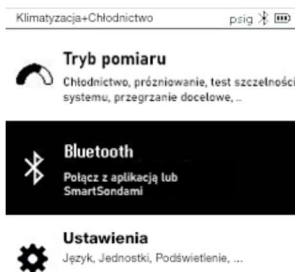 Klimatyzacja+Chłodnictwo psig
Tryb pomiaru
Chłodnictwo, próżniowanie, test szczelności
systemu, przegrzanie docelowe, ..
Bluetooth
Połącz z aplikacją lub
SmartSondami
Ustawienia
Język, Jednostki, Podświetlenie, ...